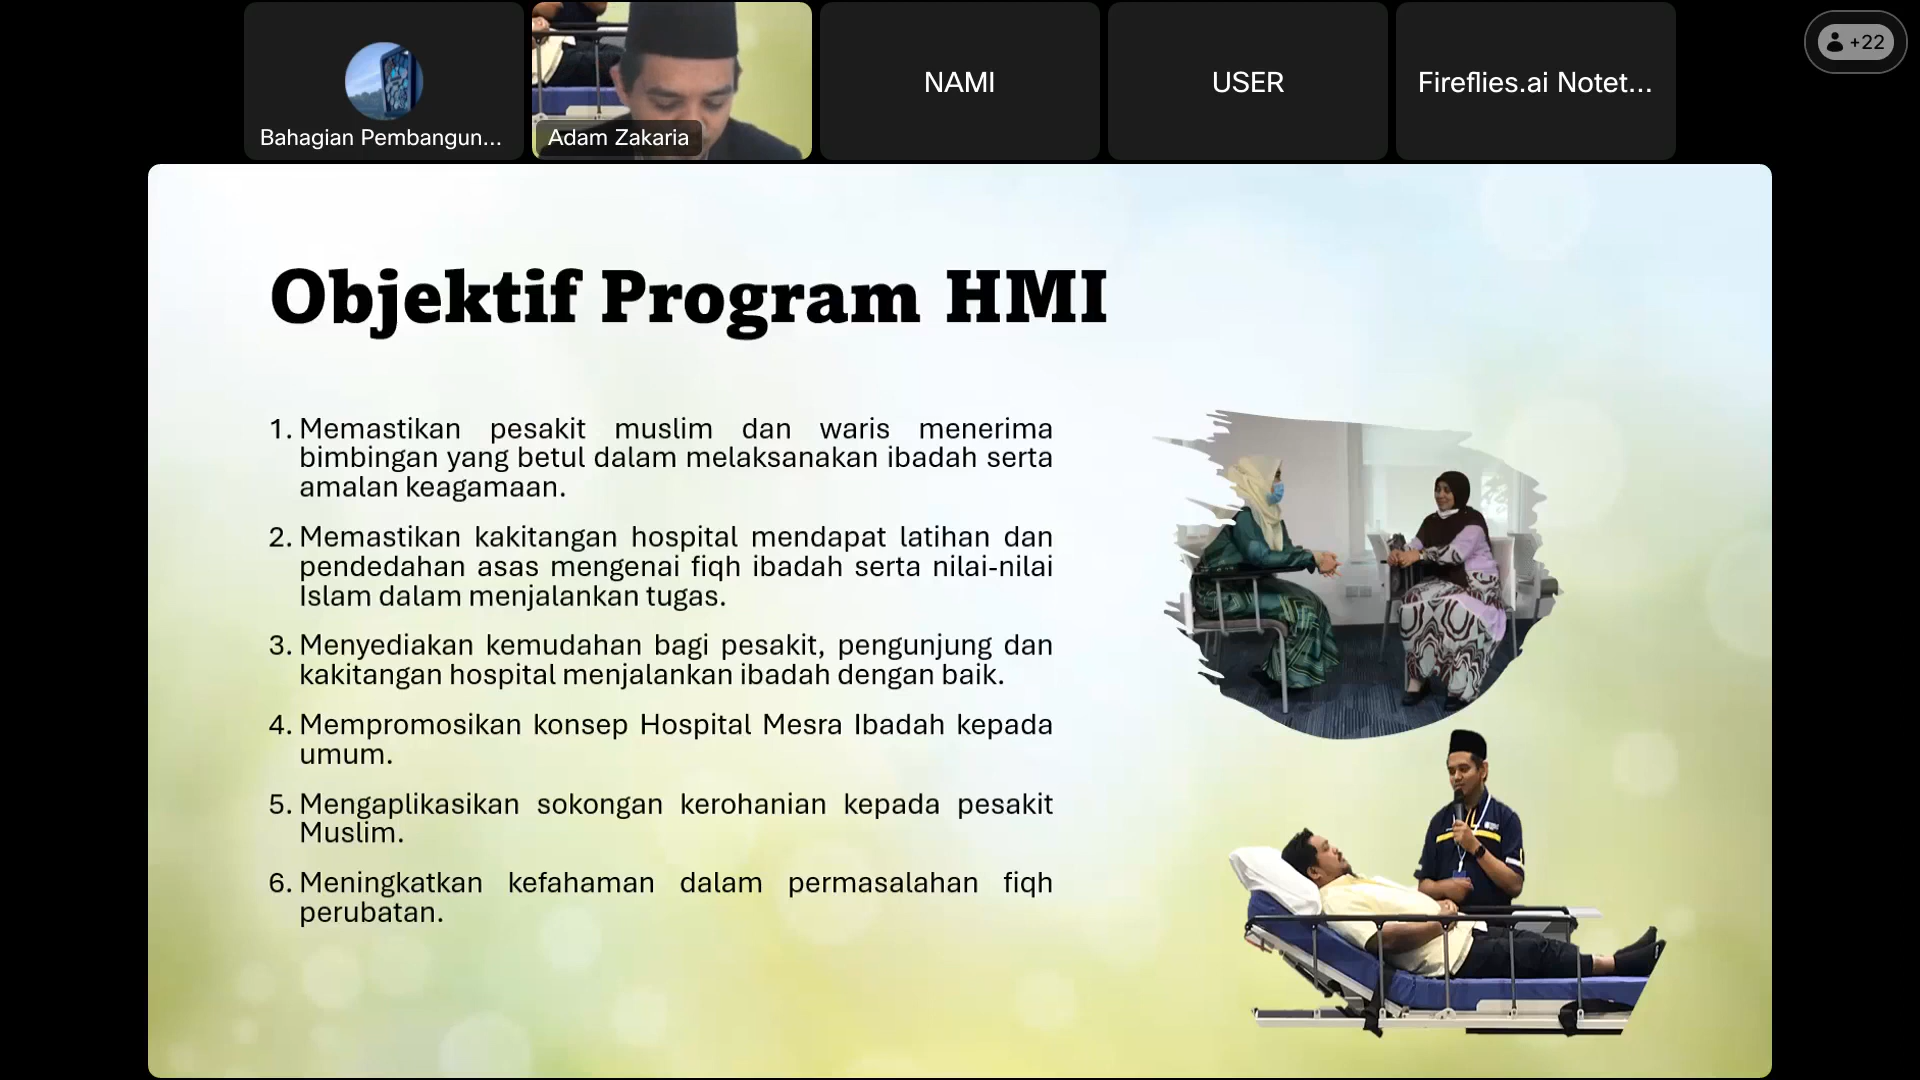 +22
Bahagian Pembangun...
Adam Zakaria
NAMI
USER
Fireflies.ai Notet...
Objektif Program HMI
1. Memastikan pesakit muslim dan waris menerima
bimbingan yang betul dalam melaksanakan ibadah serta
amalan keagamaan.
2. Memastikan kakitangan hospital mendapat latihan dan
pendedahan asas mengenai fiqh ibadah serta nilai-nilai
Islam dalam menjalankan tugas.
3. Menyediakan kemudahan bagi pesakit, pengunjung dan
kakitangan hospital menjalankan ibadah dengan baik.
4. Mempromosikan konsep Hospital Mesra Ibadah kepada
umum.
5. Mengaplikasikan sokongan kerohanian kepada pesakit
Muslim.
6. Meningkatkan kefahaman dalam permasalahan fiqh
perubatan.